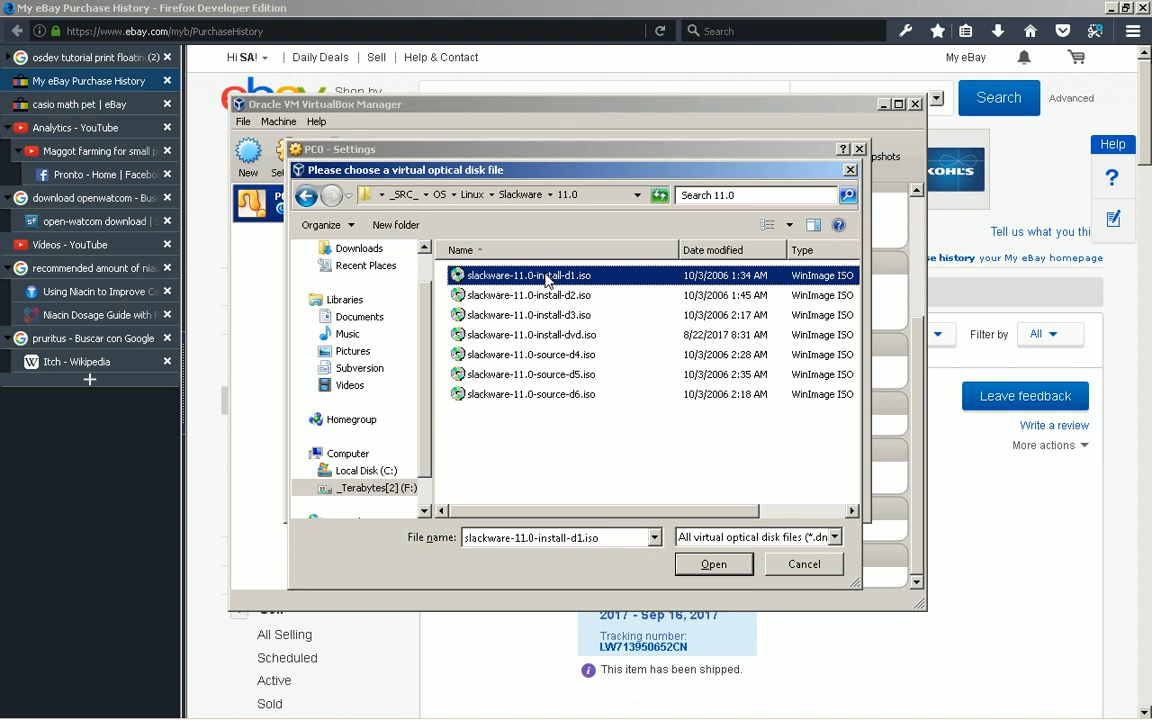 My eBay Purchase History - Firefox Developer Edition
https://www.ebay.com/myb/PurchaseHistory
Search
osdev tutorial print floatin (2)
My eBay Purchase History
casio math pet | eBay
Analytics - YouTube
Maggot farming for small p
Pronto - Home | Facebo
download openwatcom - Bus
open-watcom download | S
Vídeos - YouTube
recommended amount of niac
Using Niacin to Improve Ca
Niacin Dosage Guide with P
pruritus - Buscar con Google
Itch - Wikipedia
Hi SA!
Daily Deals
Sell
Help & Contact
My eBay
Shop by
Search
Advanced
Help
KOHL'S
Tell us what you thi
se history your My eBay homepage
Filter by
All
Leave feedback
Write a review
More actions
Oracle VM VirtualBox Manager
File Machine Help
New
PC0 - Settings
Please choose a virtual optical disk file
_SRC_ OS Linux Slackware 11.0
Search 11.0
Organize
New folder
Downloads
Recent Places
Libraries
Documents
Music
Pictures
Subversion
Videos
Homegroup
Computer
Local Disk (C:)
_Terabytes[2] (F:)
Name Date modified Type
slackware-11.0-install-d1.iso 10/3/2006 1:34 AM WinImage ISO
slackware-11.0-install-d2.iso 10/3/2006 1:45 AM WinImage ISO
slackware-11.0-install-d3.iso 10/3/2006 2:17 AM WinImage ISO
slackware-11.0-install-dvd.iso 8/22/2017 8:31 AM WinImage ISO
slackware-11.0-source-d4.iso 10/3/2006 2:28 AM WinImage ISO
slackware-11.0-source-d5.iso 10/3/2006 2:35 AM WinImage ISO
slackware-11.0-source-d6.iso 10/3/2006 2:18 AM WinImage ISO
File name:
slackware-11.0-install-d1.iso
All virtual optical disk files (*.dm
Open
Cancel
2017 - Sep 16, 2017
Tracking number:
LW713950652CN
This item has been shipped.
All Selling
Scheduled
Active
Sold